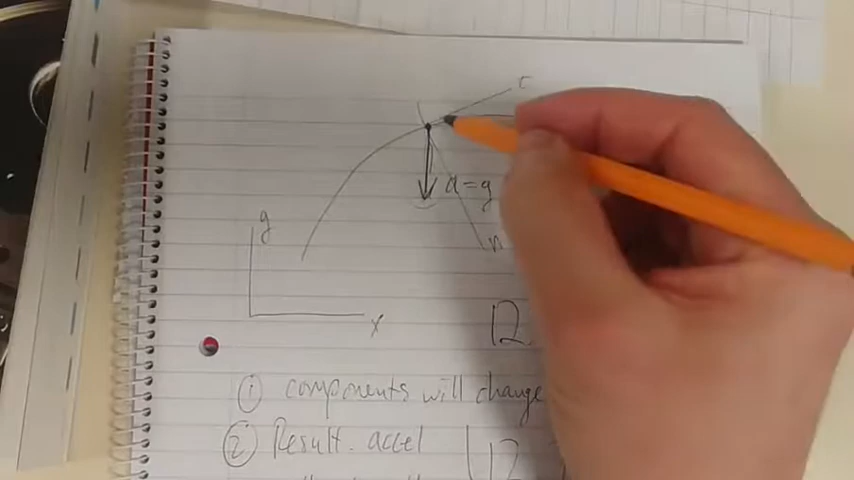 t
a = g
n
y
x
12
① components will change
② Result. accel
12